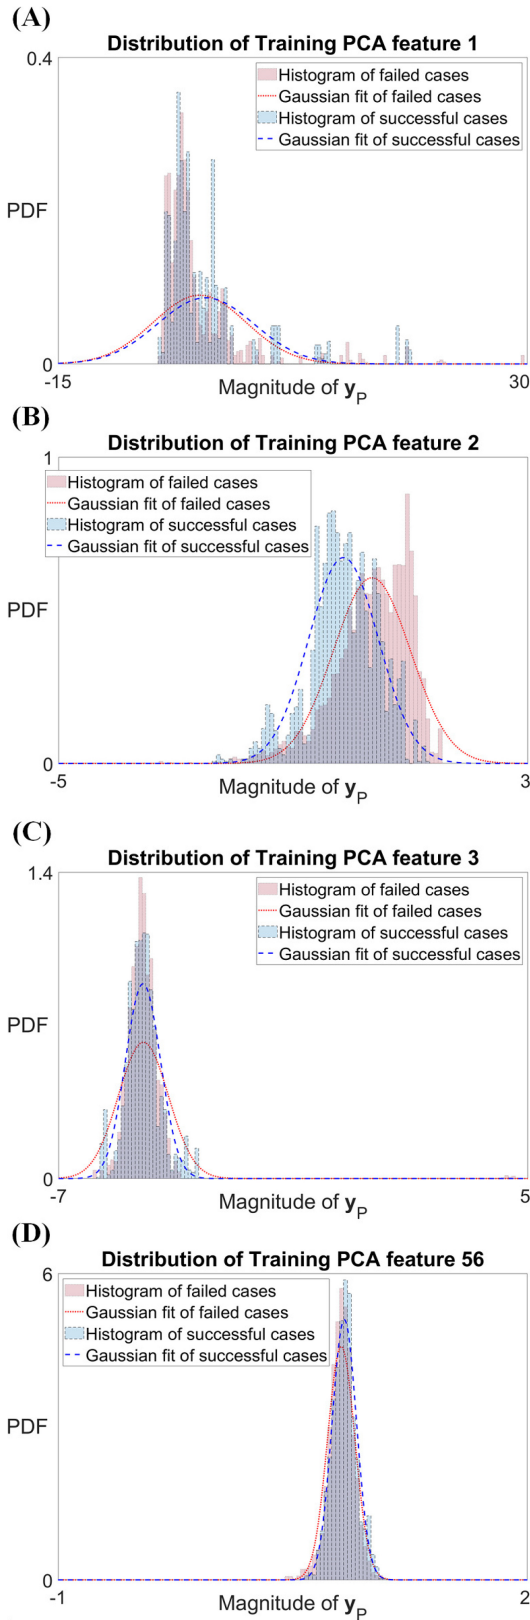 (A)
Distribution of Training PCA feature 1
0.4
Histogram of failed cases
Gaussian fit of failed cases
Histogram of successful cases
Gaussian fit of successful cases
PDF
0
-15
Magnitude of yP
30
(B)
Distribution of Training PCA feature 2
1
Histogram of failed cases
Gaussian fit of failed cases
Histogram of successful cases
Gaussian fit of successful cases
PDF
0
-5
Magnitude of yP
3
(C)
Distribution of Training PCA feature 3
1.4
Histogram of failed cases
Gaussian fit of failed cases
Histogram of successful cases
Gaussian fit of successful cases
PDF
0
-7
Magnitude of yP
5
(D)
Distribution of Training PCA feature 56
6
Histogram of failed cases
Gaussian fit of failed cases
Histogram of successful cases
Gaussian fit of successful cases
PDF
0
-1
Magnitude of yP
2